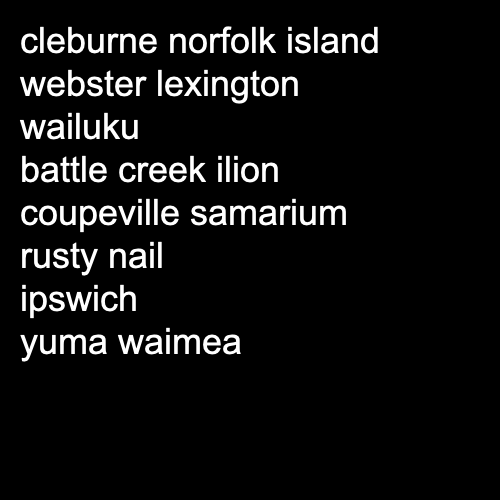 cleburne norfolk island
webster lexington
wailuku
battle creek ilion
coupeville samarium
rusty nail
ipswich
yuma waimea